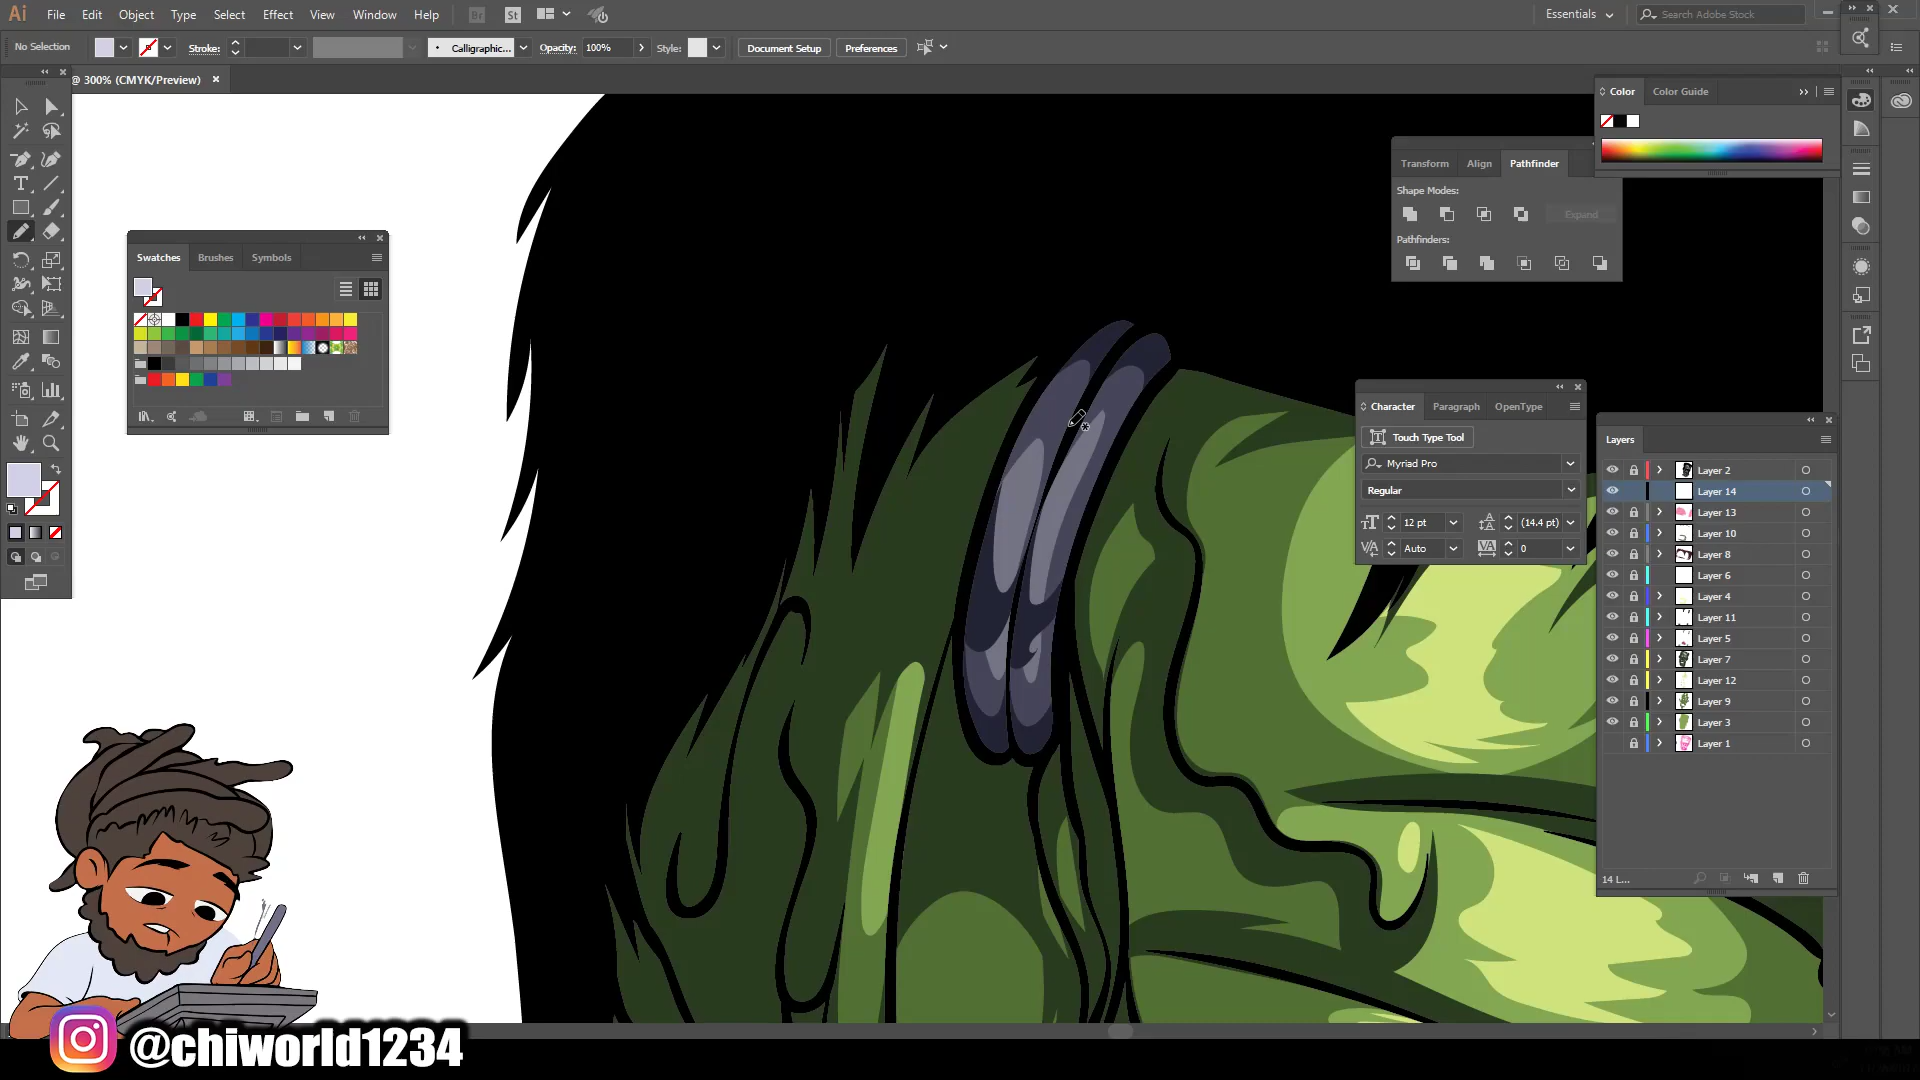 Ai File Edit Object Type Select Effect View Window Help Br St Essentials Search Adobe Stock
No Selection Stroke: Calligraphic... Opacity: 100% Style: Document Setup Preferences
@ 300% (CMYK/Preview)
Color Color Guide
Transform Align Pathfinder
Shape Modes:
Expand
Pathfinders:
Swatches Brushes Symbols
Character Paragraph OpenType
Touch Type Tool
Myriad Pro
Regular
12 pt (14.4 pt)
Auto 0
Layers
Layer 2
Layer 14
Layer 13
Layer 10
Layer 8
Layer 6
Layer 4
Layer 11
Layer 5
Layer 7
Layer 12
Layer 9
Layer 3
Layer 1
14 L...
@chiworld1234